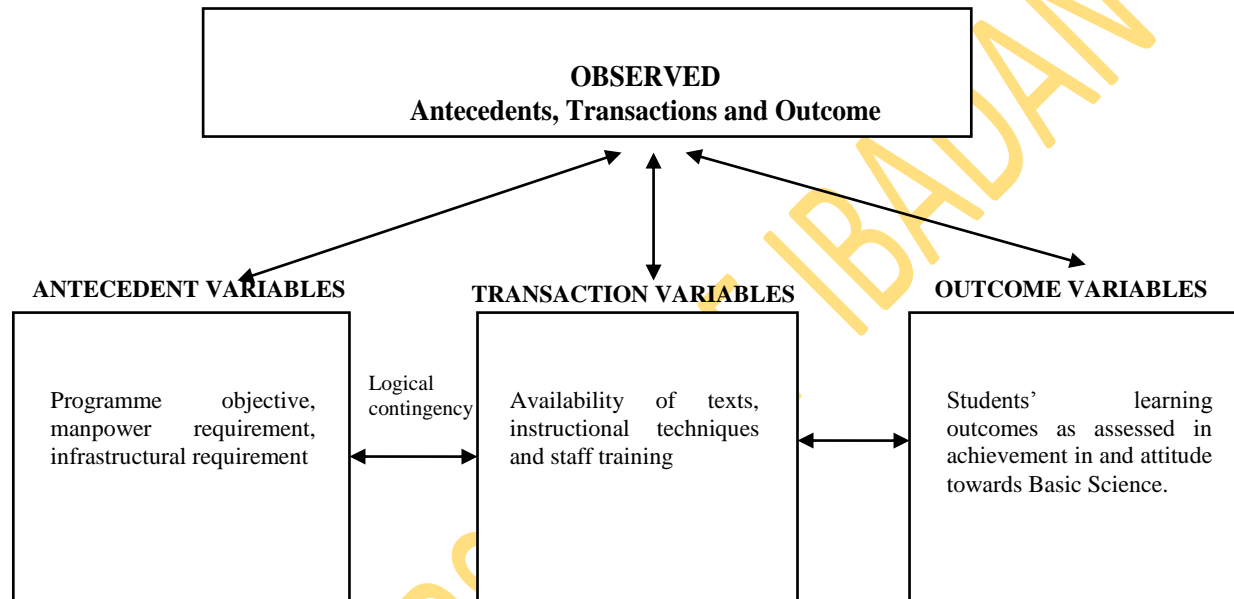 OBSERVED
Antecedents, Transactions and Outcome
ANTECEDENT VARIABLES
TRANSACTION VARIABLES
OUTCOME VARIABLES
Programme objective,
manpower requirement,
infrastructural requirement
Logical
contingency
Availability of texts,
instructional techniques
and staff training
Students’ learning
outcomes as assessed in
achievement in and attitude
towards Basic Science.
IBADAN